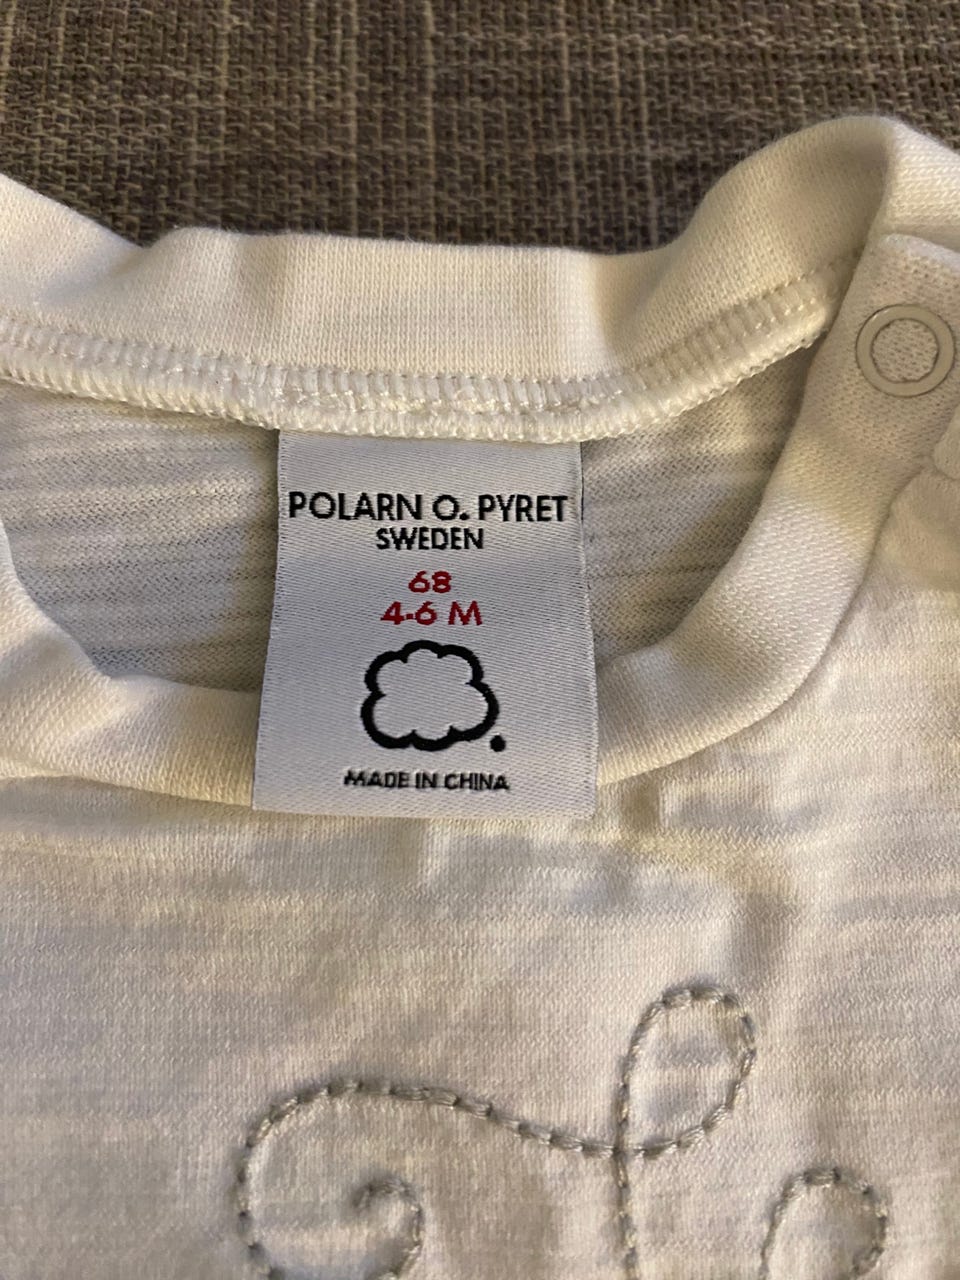 POLARN O. PYRET
SWEDEN
68
4-6 M
MADE IN CHINA